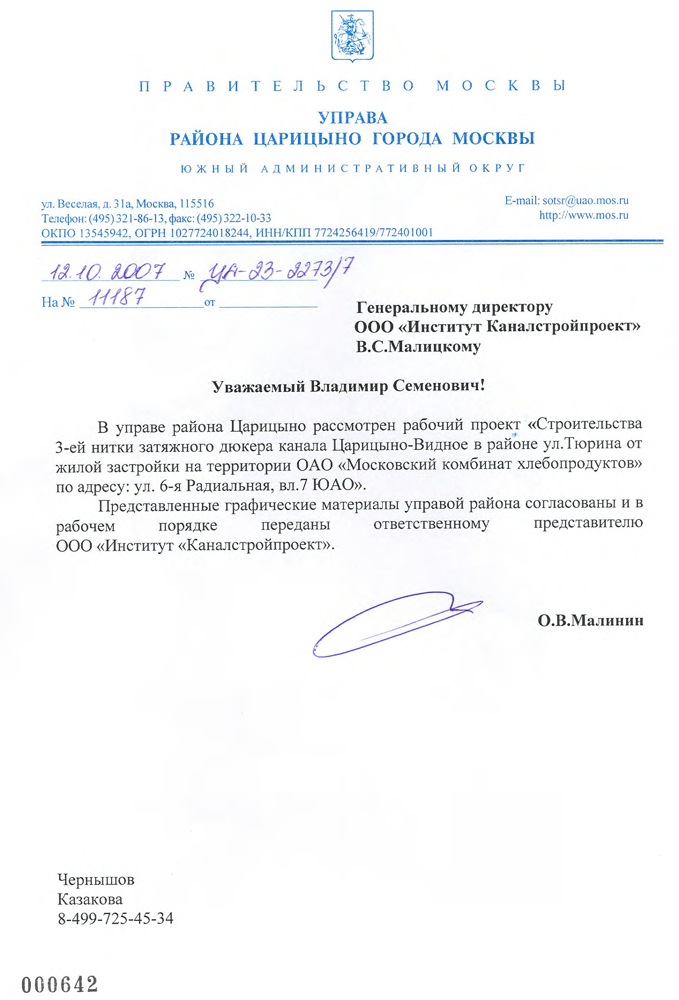 ПРАВИТЕЛЬСТВО МОСКВЫ
УПРАВА
РАЙОНА ЦАРИЦЫНО ГОРОДА МОСКВЫ
ЮЖНЫЙ АДМИНИСТРАТИВНЫЙ ОКРУГ
ул. Веселая, д. 31а, Москва, 115516
Телефон: (495) 321-86-13, факс: (495) 322-10-33
ОКПО 13545942, ОГРН 1027724018244, ИНН/КПП 7724256419/772401001
E-mail: sotsr@uao.mos.ru
http://www.mos.ru
12.10. 2007 № ЦА-23-2273/7
На № 11187 от
Генеральному директору
ООО «Институт Каналстройпроект»
В.С.Малицкому
Уважаемый Владимир Семенович!
В управе района Царицыно рассмотрен рабочий проект «Строительства
3-ей нитки затяжного дюкера канала Царицыно-Видное в районе ул.Тюрина от
жилой застройки на территории ОАО «Московский комбинат хлебопродуктов»
по адресу: ул. 6-я Радиальная, вл.7 ЮАО».
Представленные графические материалы управой района согласованы и в
рабочем порядке переданы ответственному представителю
ООО «Институт «Каналстройпроект».
О.В.Малинин
Чернышов
Казакова
8-499-725-45-34
000642